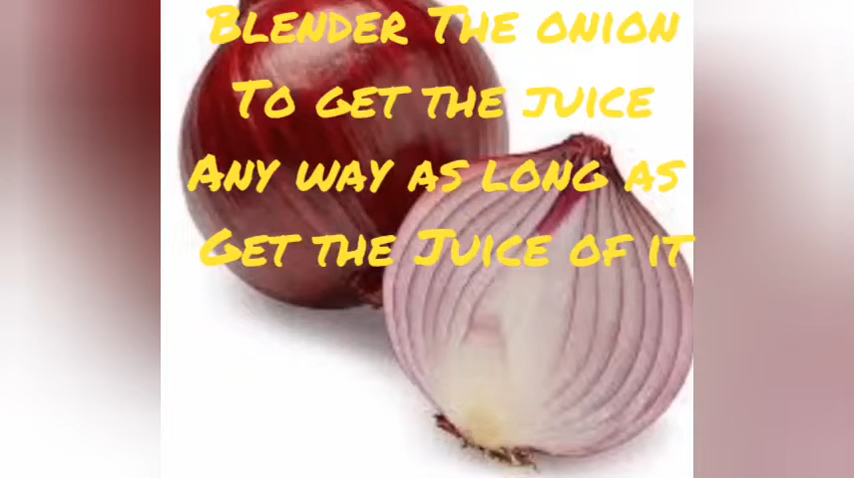 Blender The onion
To get the juice
Any way as long as
Get the Juice of it